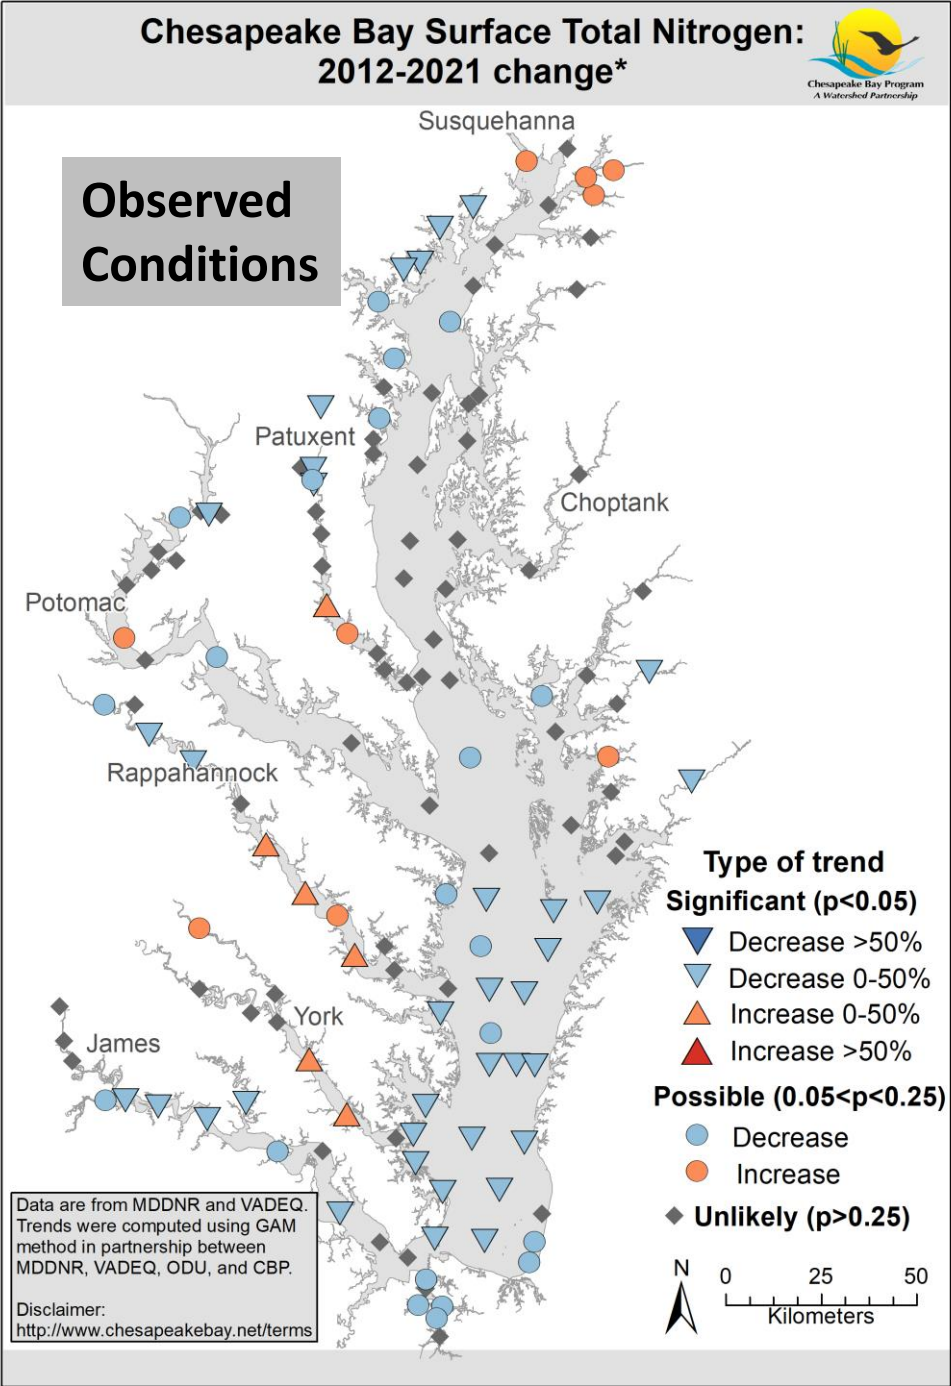 Chesapeake Bay Surface Total Nitrogen:
2012-2021 change*
Chesapeake Bay Program
A Watershed Partnership
Susquehanna
Observed
Conditions
Patuxent
Choptank
Potomac
Rappahannock
York
James
Type of trend
Significant (p<0.05)
Decrease >50%
Decrease 0-50%
Increase 0-50%
Increase >50%
Possible (0.05<p<0.25)
Decrease
Increase
Unlikely (p>0.25)
Data are from MDDNR and VADEQ.
Trends were computed using GAM
method in partnership between
MDDNR, VADEQ, ODU, and CBP.
Disclaimer:
http://www.chesapeakebay.net/terms
N
0 25 50
Kilometers